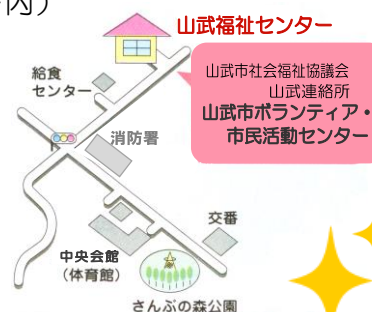 内）
山武福祉センター
山武市社会福祉協議会
山武連絡所
山武市ボランティア・
市民活動センター
給食
センター
消防署
交番
中央会館
（体育館）
さんぶの森公園